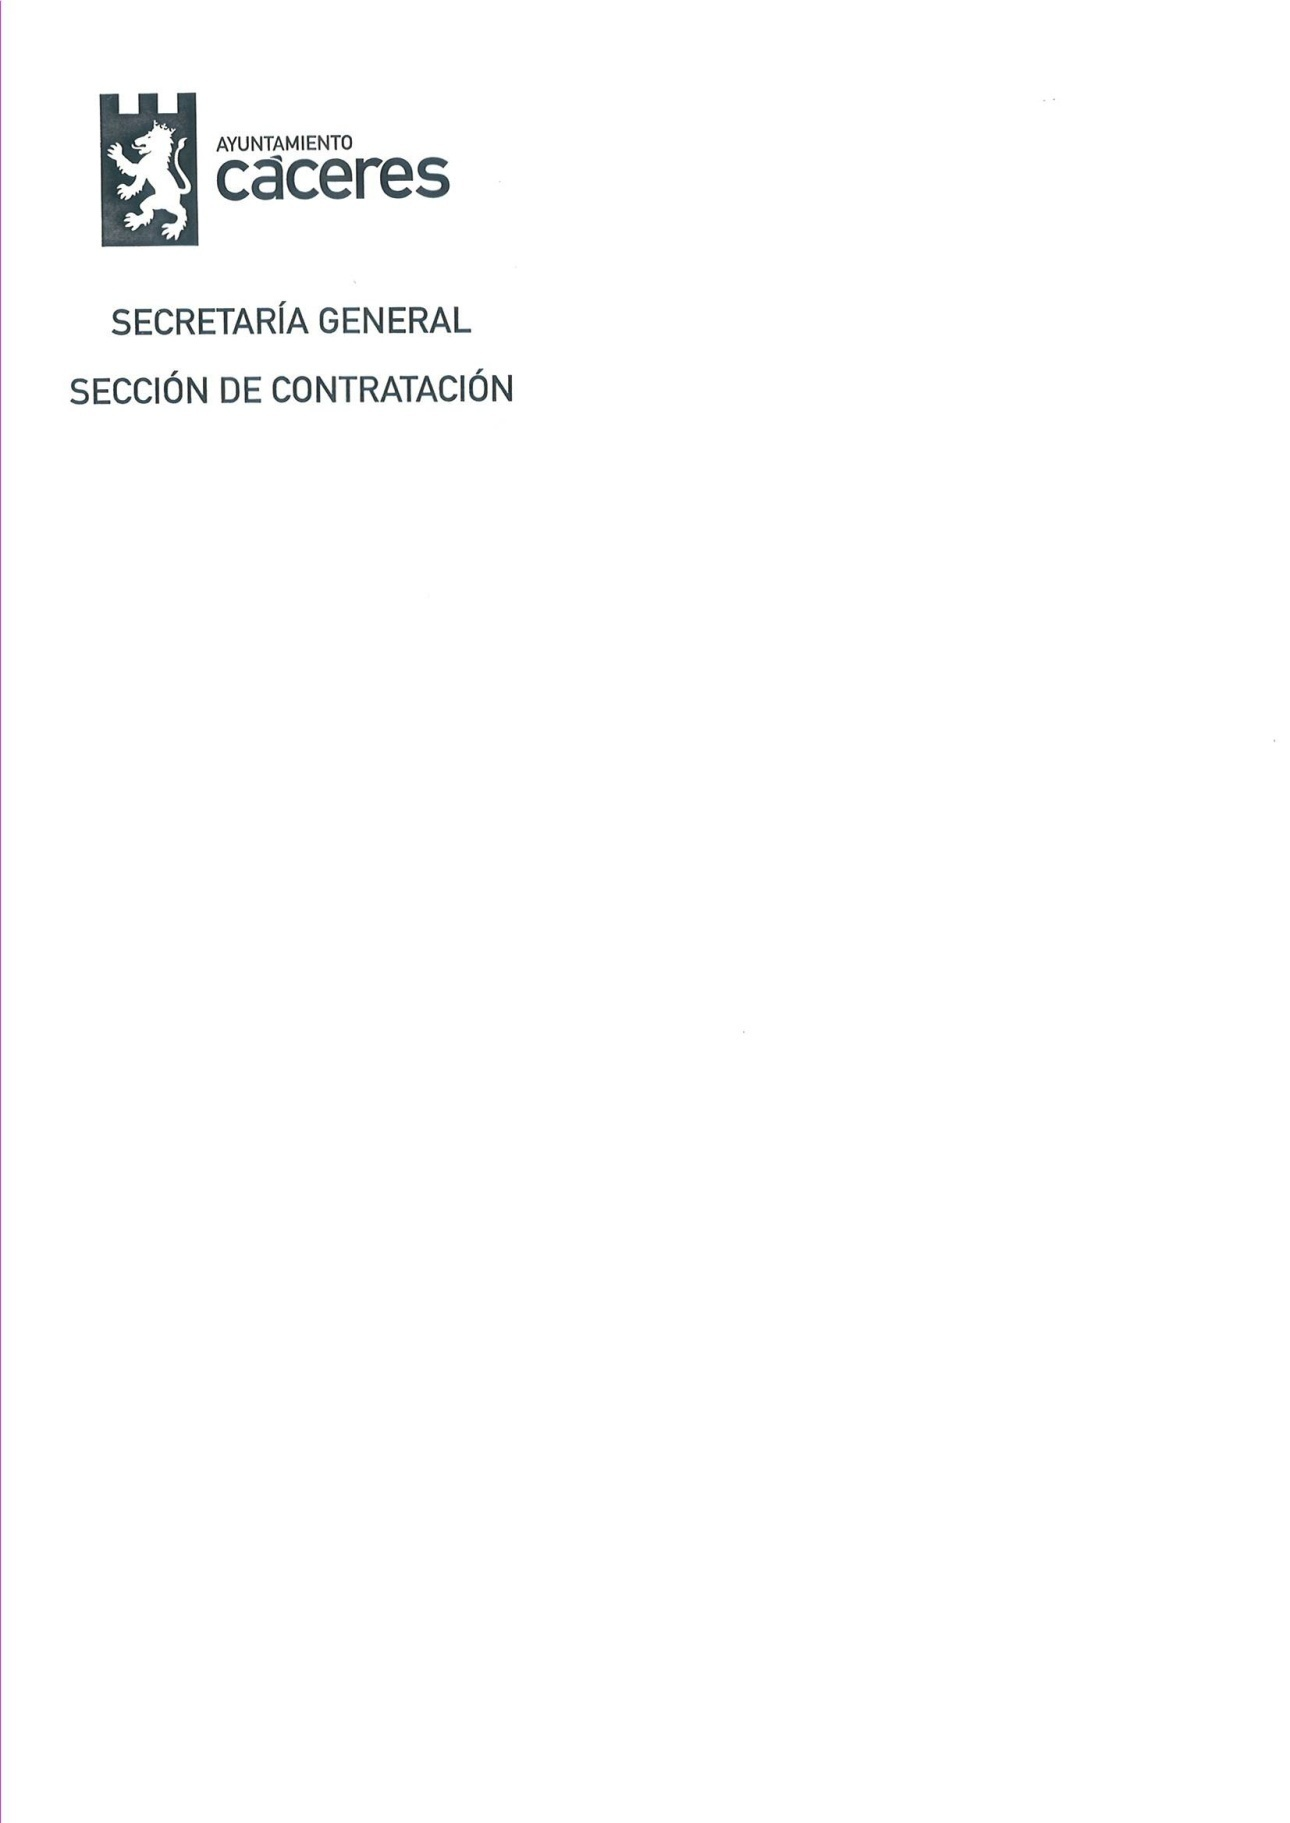 AYUNTAMIENTO
cáceres
SECRETARÍA GENERAL
SECCIÓN DE CONTRATACIÓN